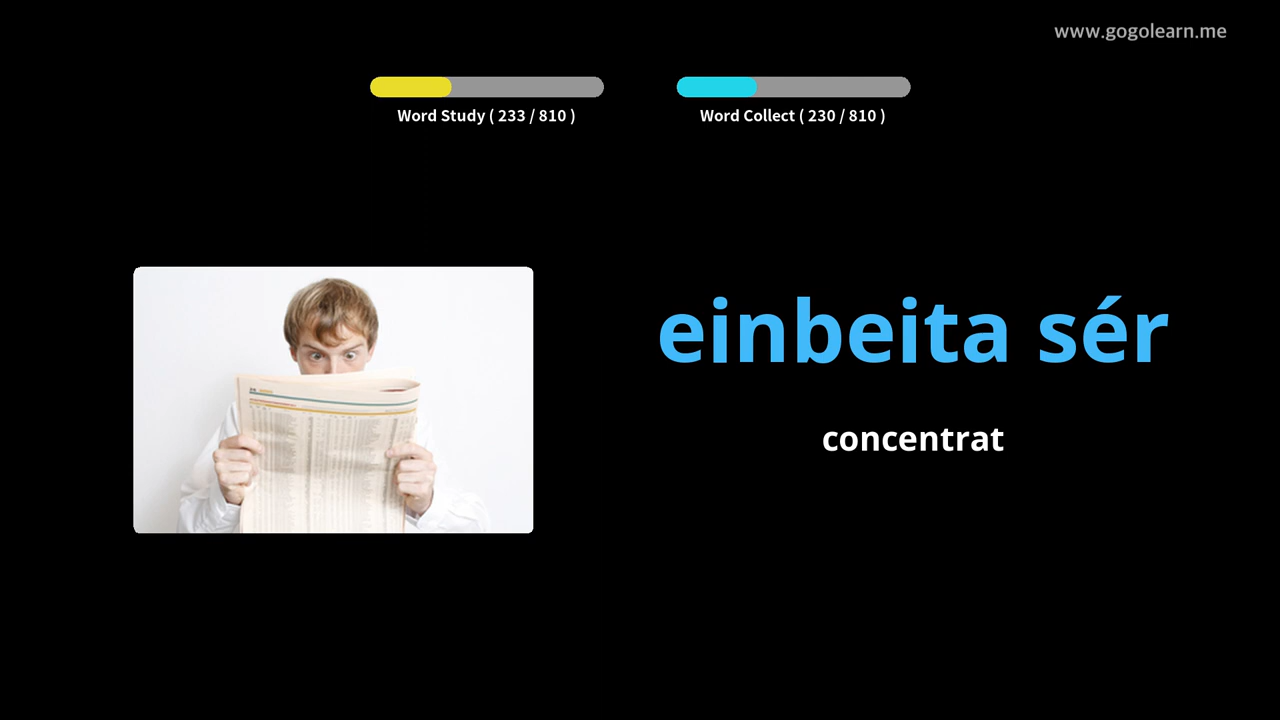 www.gogolearn.me
Word Study ( 233 / 810 )
Word Collect ( 230 / 810 )
einbeita sér
concentrat